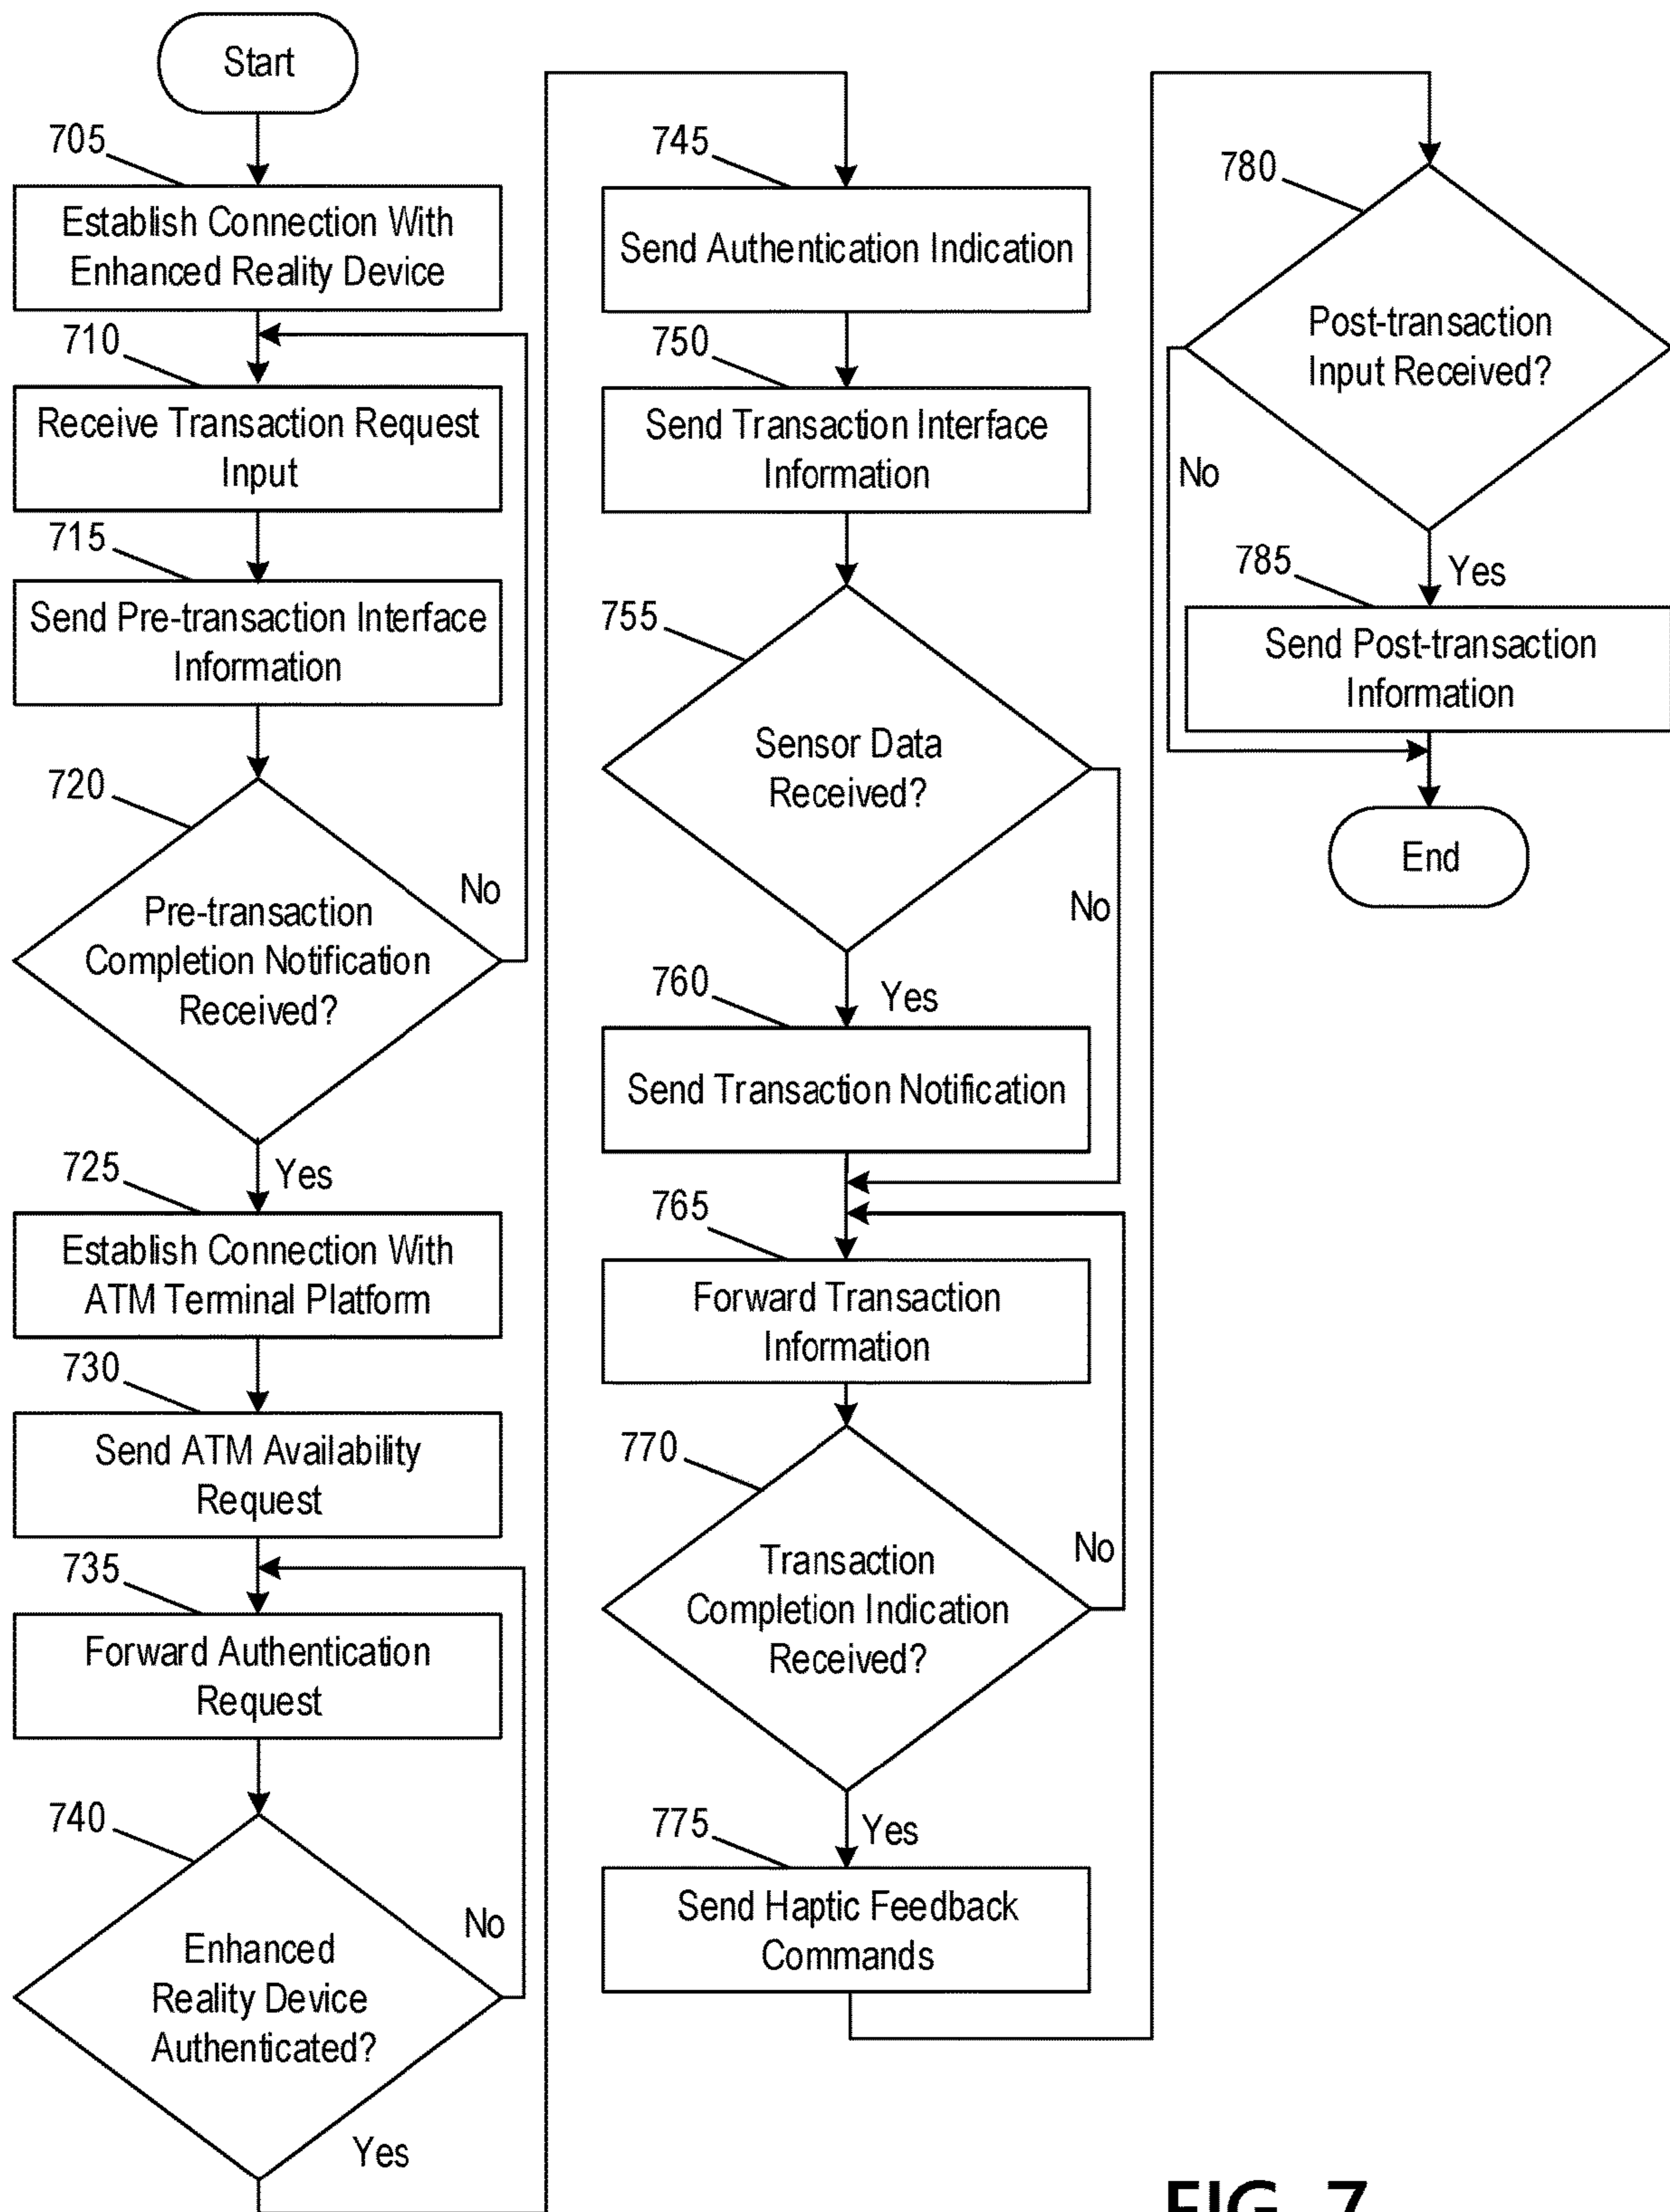 Start
705
Establish Connection With
Enhanced Reality Device
710
Receive Transaction Request
Input
715
Send Pre-transaction Interface
Information
720
Pre-transaction
Completion Notification
Received?
No
Yes
725
Establish Connection With
ATM Terminal Platform
730
Send ATM Availability
Request
735
Forward Authentication
Request
740
Enhanced
Reality Device
Authenticated?
No
Yes
745
Send Authentication Indication
750
Send Transaction Interface
Information
755
Sensor Data
Received?
No
Yes
760
Send Transaction Notification
765
Forward Transaction
Information
770
Transaction
Completion Indication
Received?
No
Yes
775
Send Haptic Feedback
Commands
780
Post-transaction
Input Received?
No
Yes
785
Send Post-transaction
Information
End
FIG. 7